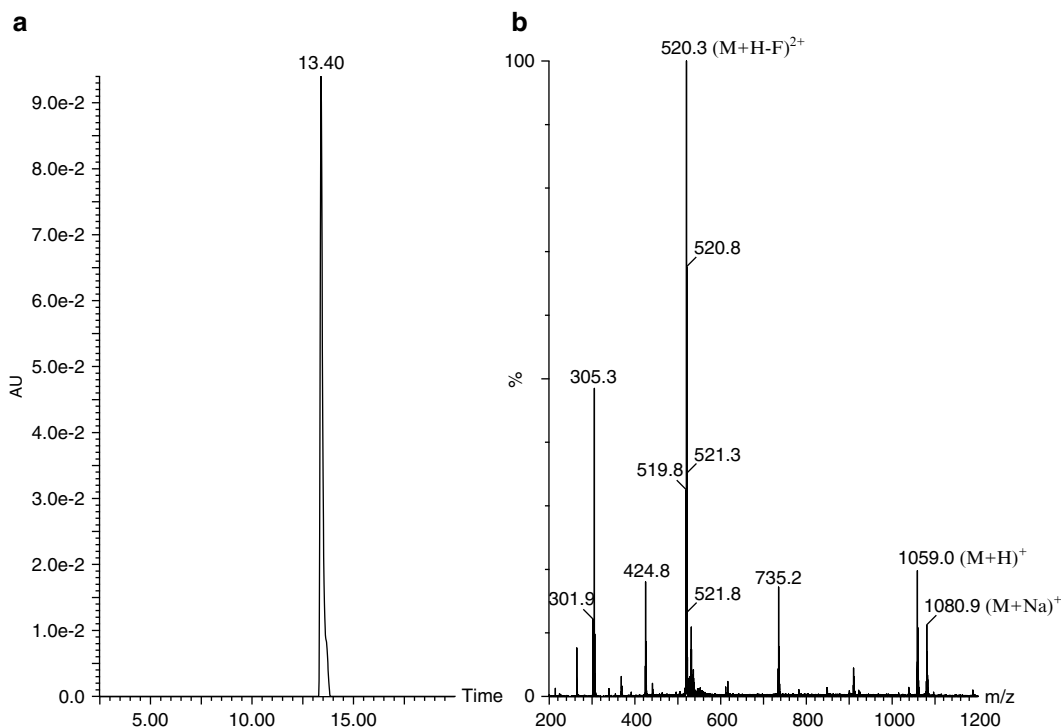 a
13.40
9.0e-2
8.0e-2
7.0e-2
6.0e-2
5.0e-2
4.0e-2
3.0e-2
2.0e-2
1.0e-2
0.0
AU
5.00
10.00
15.00
Time
b
520.3 (M+H-F)²⁺
100
%
0
520.8
305.3
521.3
519.8
424.8
735.2
1059.0 (M+H)⁺
301.9
521.8
1080.9 (M+Na)⁺
200
400
600
800
1000
1200
m/z